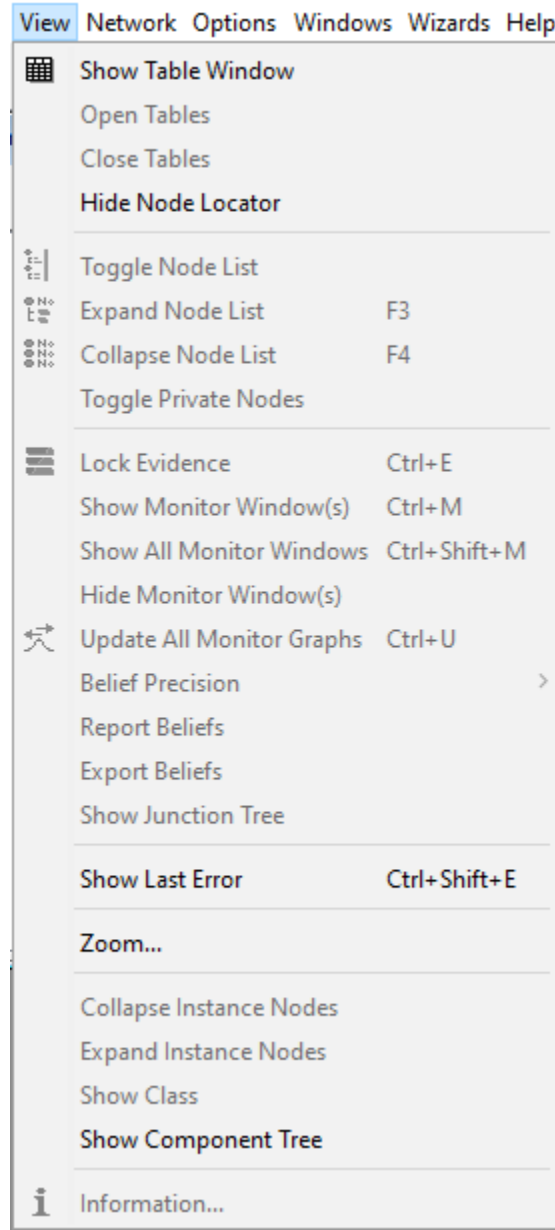 View Network Options Windows Wizards Help
Show Table Window
Open Tables
Close Tables
Hide Node Locator
Toggle Node List
Expand Node List F3
Collapse Node List F4
Toggle Private Nodes
Lock Evidence Ctrl+E
Show Monitor Window(s) Ctrl+M
Show All Monitor Windows Ctrl+Shift+M
Hide Monitor Window(s)
Update All Monitor Graphs Ctrl+U
Belief Precision
Report Beliefs
Export Beliefs
Show Junction Tree
Show Last Error Ctrl+Shift+E
Zoom...
Collapse Instance Nodes
Expand Instance Nodes
Show Class
Show Component Tree
Information...